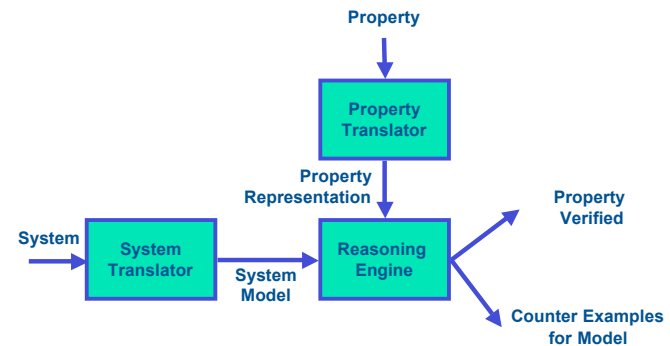 Property
Property
Translator
Property
Representation
Property
Verified
System
System
Translator
System
Model
Reasoning
Engine
Counter Examples
for Model